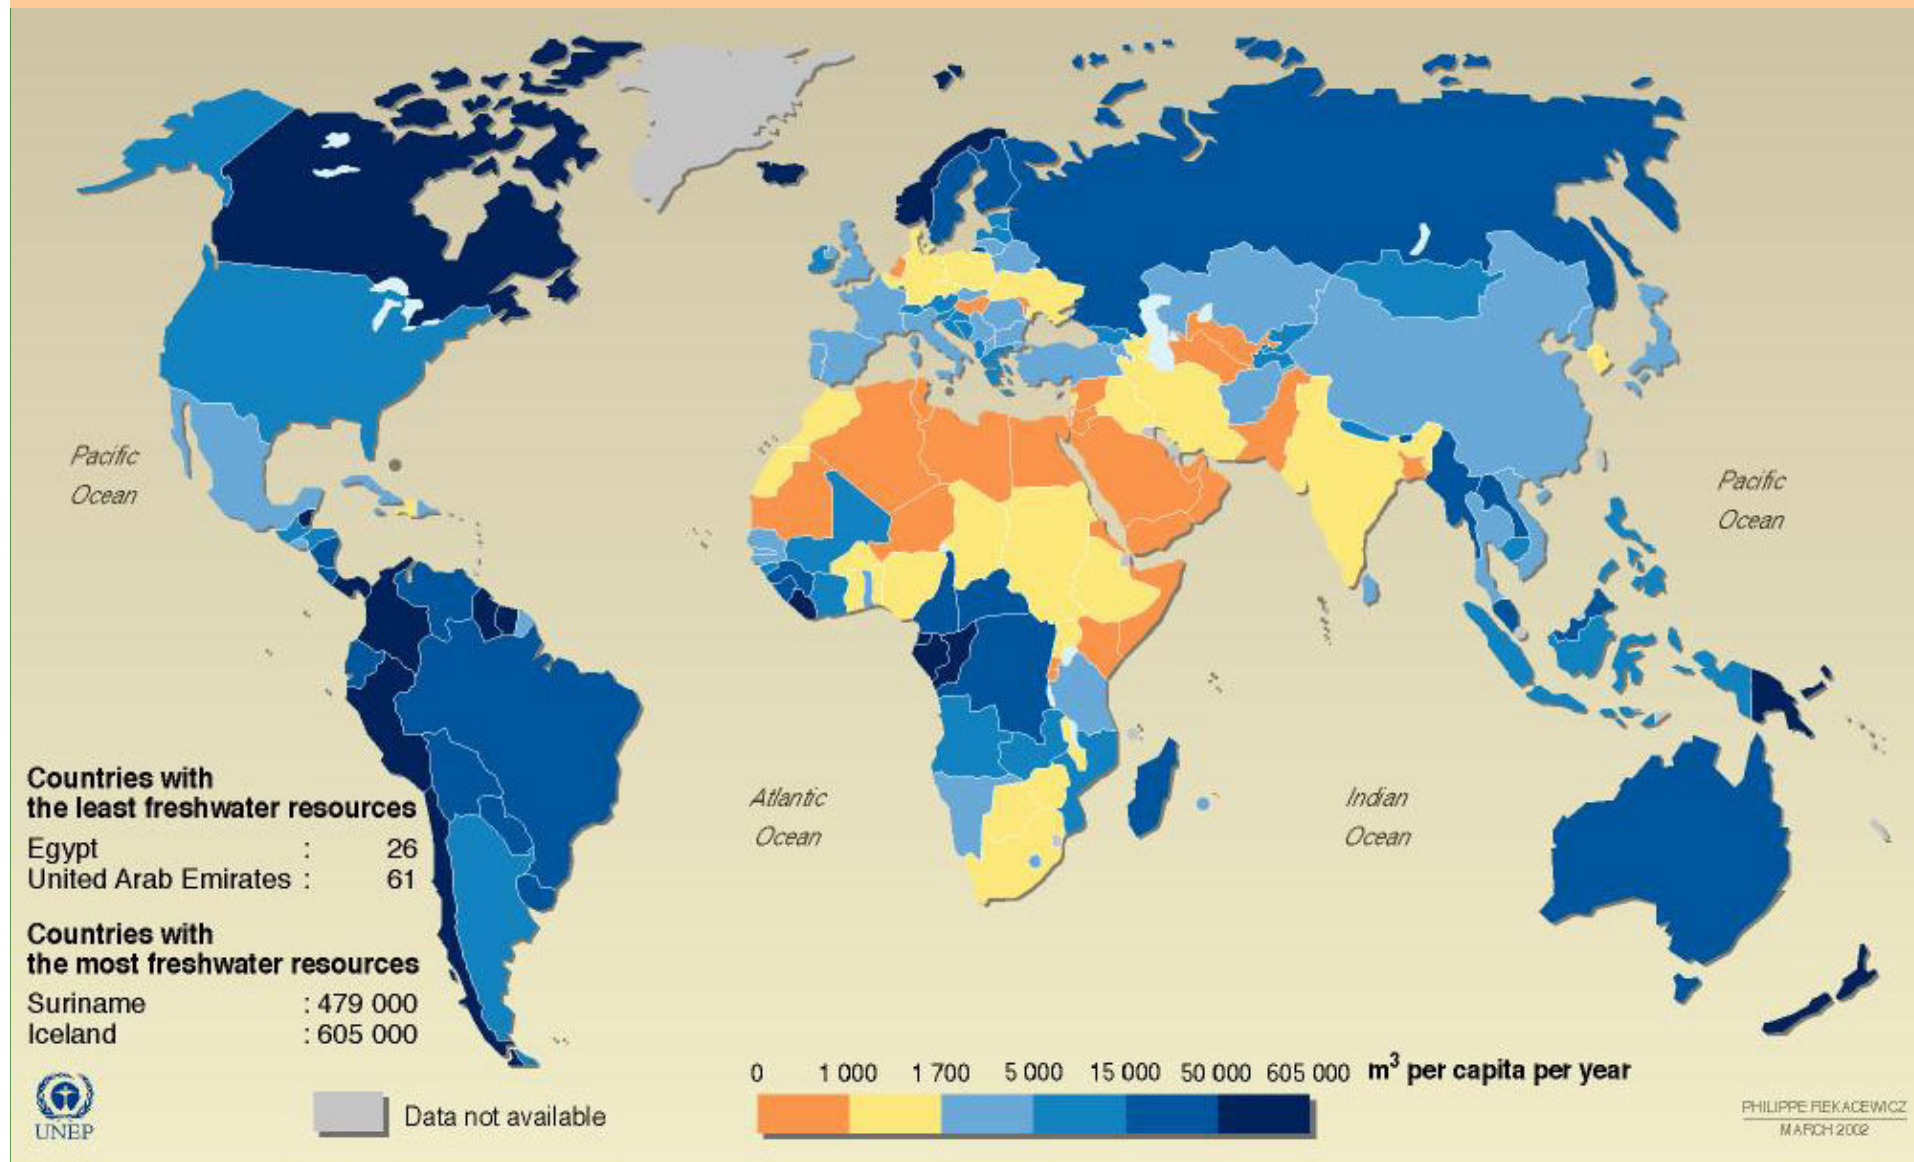 Pacific
Ocean
Pacific
Ocean
Atlantic
Ocean
Indian
Ocean
Countries with
the least freshwater resources
Egypt : 26
United Arab Emirates : 61
Countries with
the most freshwater resources
Suriname : 479 000
Iceland : 605 000
UNEP
Data not available
0 1 000 1 700 5 000 15 000 50 000 605 000 m³ per capita per year
PHILIPPE REKACEWICZ
MARCH 2002